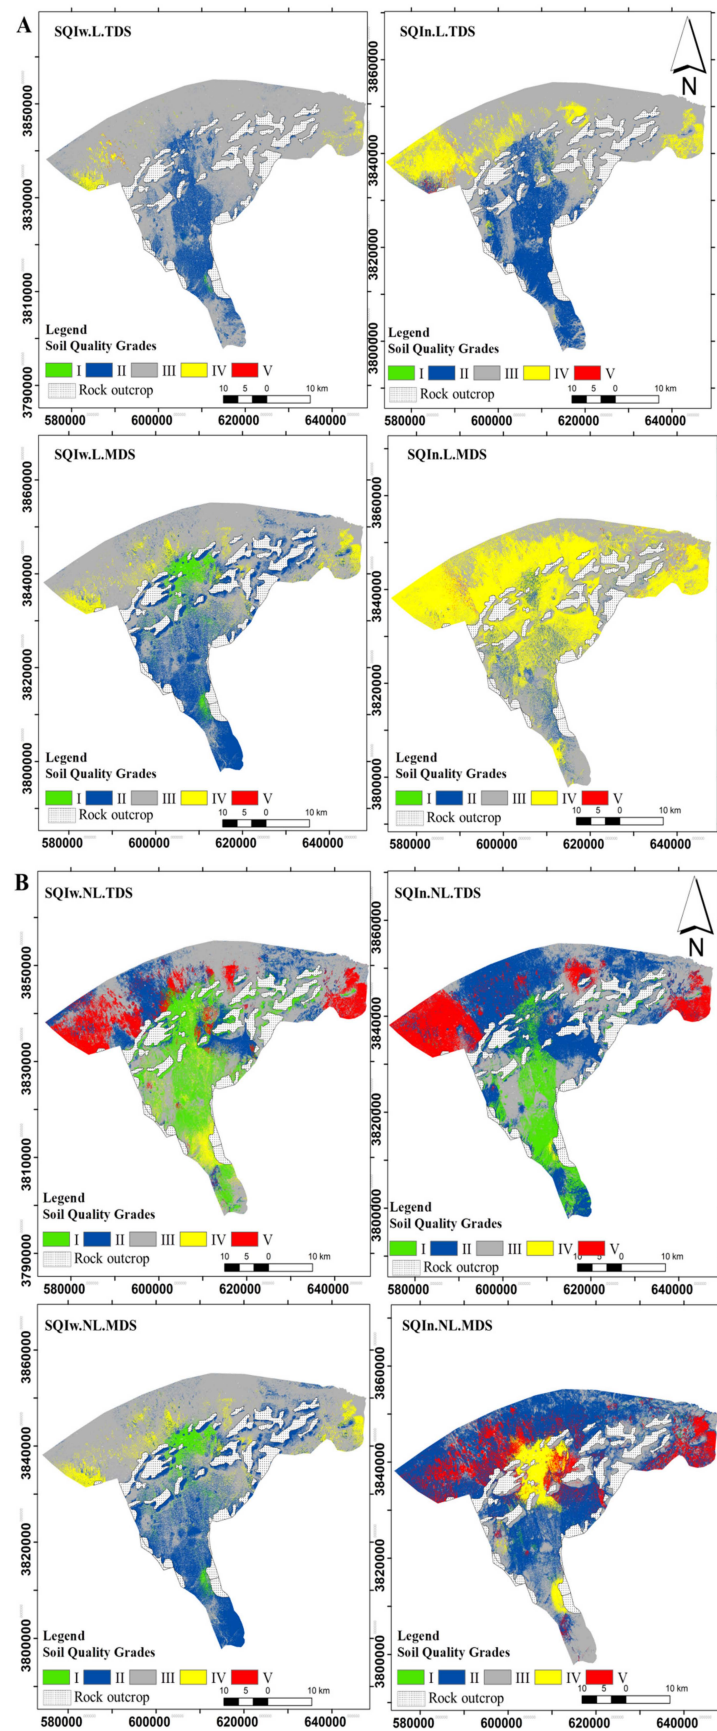 A
SQIw.L.TDS
3850000
3830000
3810000
3790000
Legend
Soil Quality Grades
I II III IV V
Rock outcrop
10 5 0 10 km
580000 600000 620000 640000
SQIn.L.TDS
N
3860000
3840000
3820000
3800000
Legend
Soil Quality Grades
I II III IV V
Rock outcrop
10 5 0 10 km
580000 600000 620000 640000
SQIw.L.MDS
3860000
3840000
3820000
3800000
Legend
Soil Quality Grades
I II III IV V
Rock outcrop
10 5 0 10 km
580000 600000 620000 640000
SQIn.L.MDS
3860000
3840000
3820000
3800000
Legend
Soil Quality Grades
I II III IV V
Rock outcrop
10 5 0 10 km
580000 600000 620000 640000
B
SQIw.NL.TDS
3850000
3830000
3810000
3790000
Legend
Soil Quality Grades
I II III IV V
Rock outcrop
10 5 0 10 km
580000 600000 620000 640000
SQIn.NL.TDS
N
3860000
3840000
3820000
3800000
Legend
Soil Quality Grades
I II III IV V
Rock outcrop
10 5 0 10 km
580000 600000 620000 640000
SQIw.NL.MDS
3860000
3840000
3820000
3800000
Legend
Soil Quality Grades
I II III IV V
Rock outcrop
10 5 0 10 km
580000 600000 620000 640000
SQIn.NL.MDS
3860000
3840000
3820000
3800000
Legend
Soil Quality Grades
I II III IV V
Rock outcrop
10 5 0 10 km
580000 600000 620000 640000